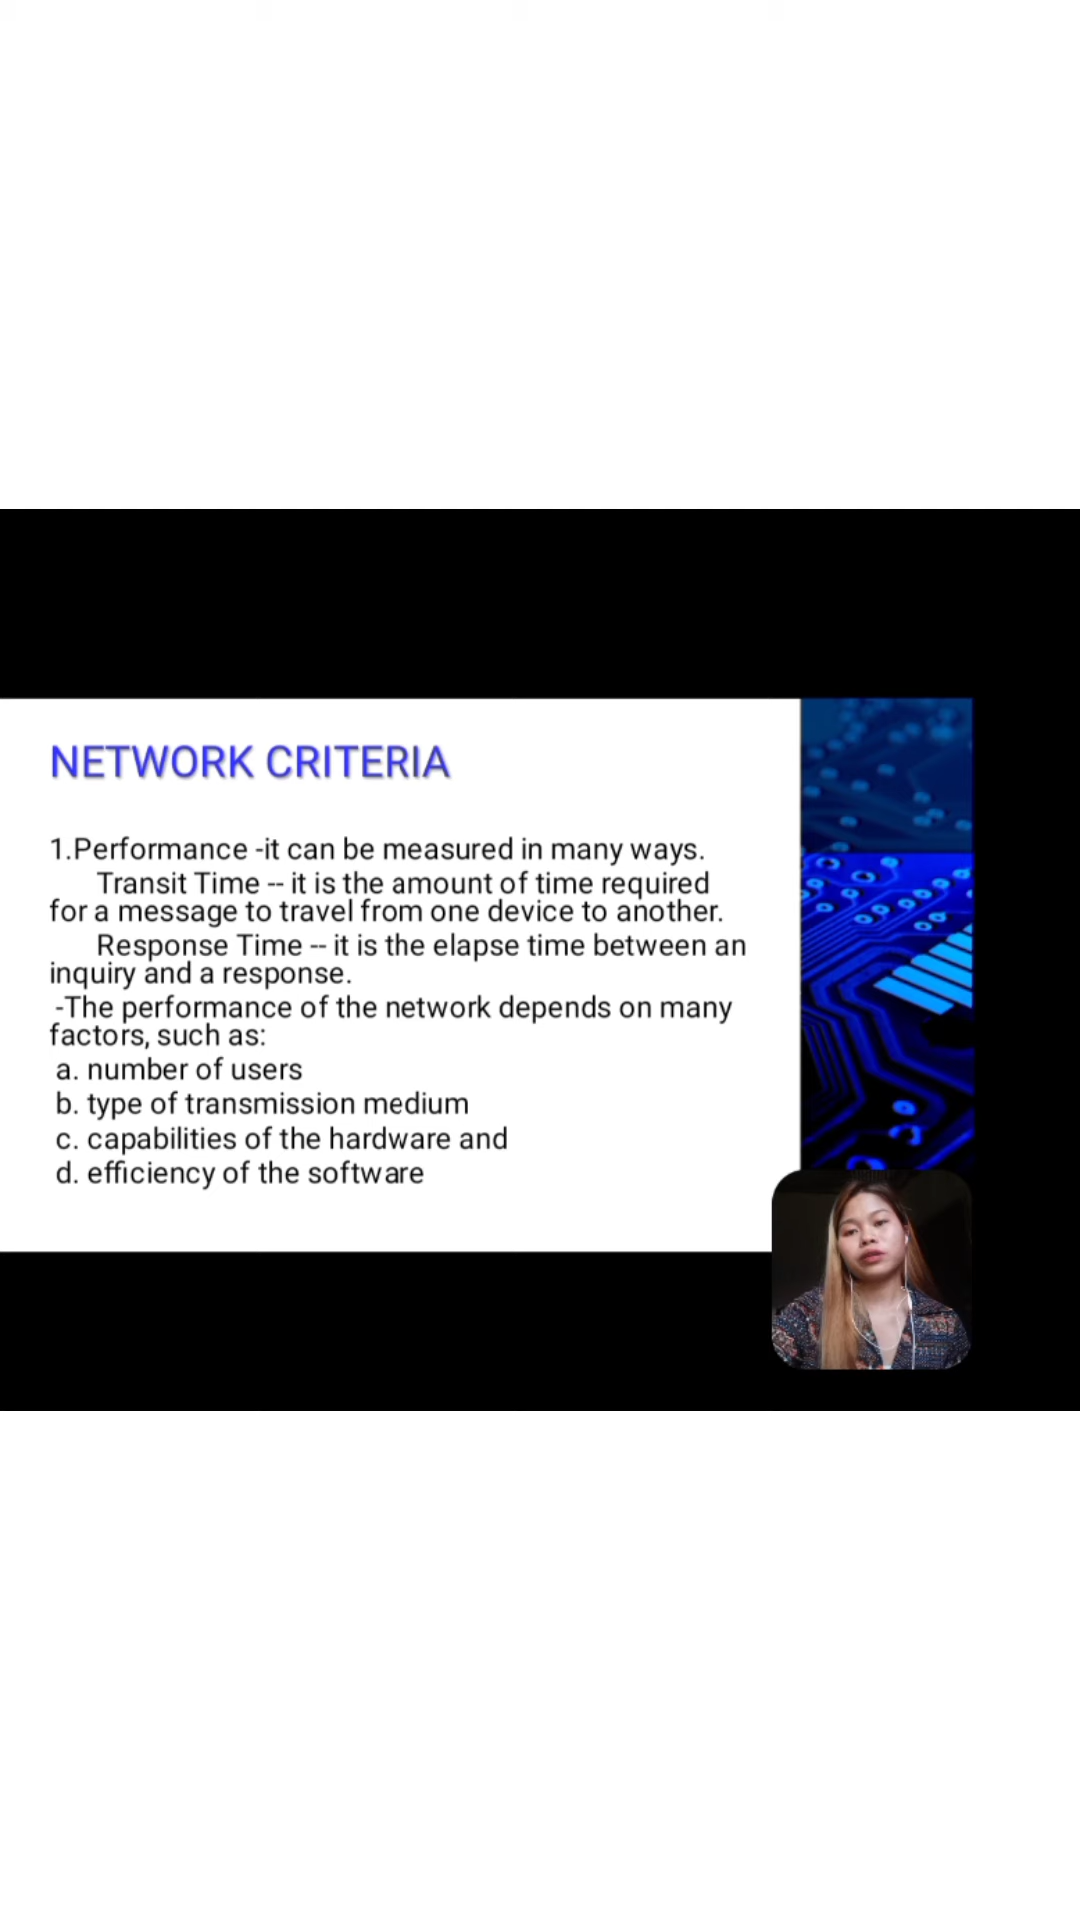 NETWORK CRITERIA
1.Performance -it can be measured in many ways.
Transit Time -- it is the amount of time required
for a message to travel from one device to another.
Response Time -- it is the elapse time between an
inquiry and a response.
-The performance of the network depends on many
factors, such as:
a. number of users
b. type of transmission medium
c. capabilities of the hardware and
d. efficiency of the software